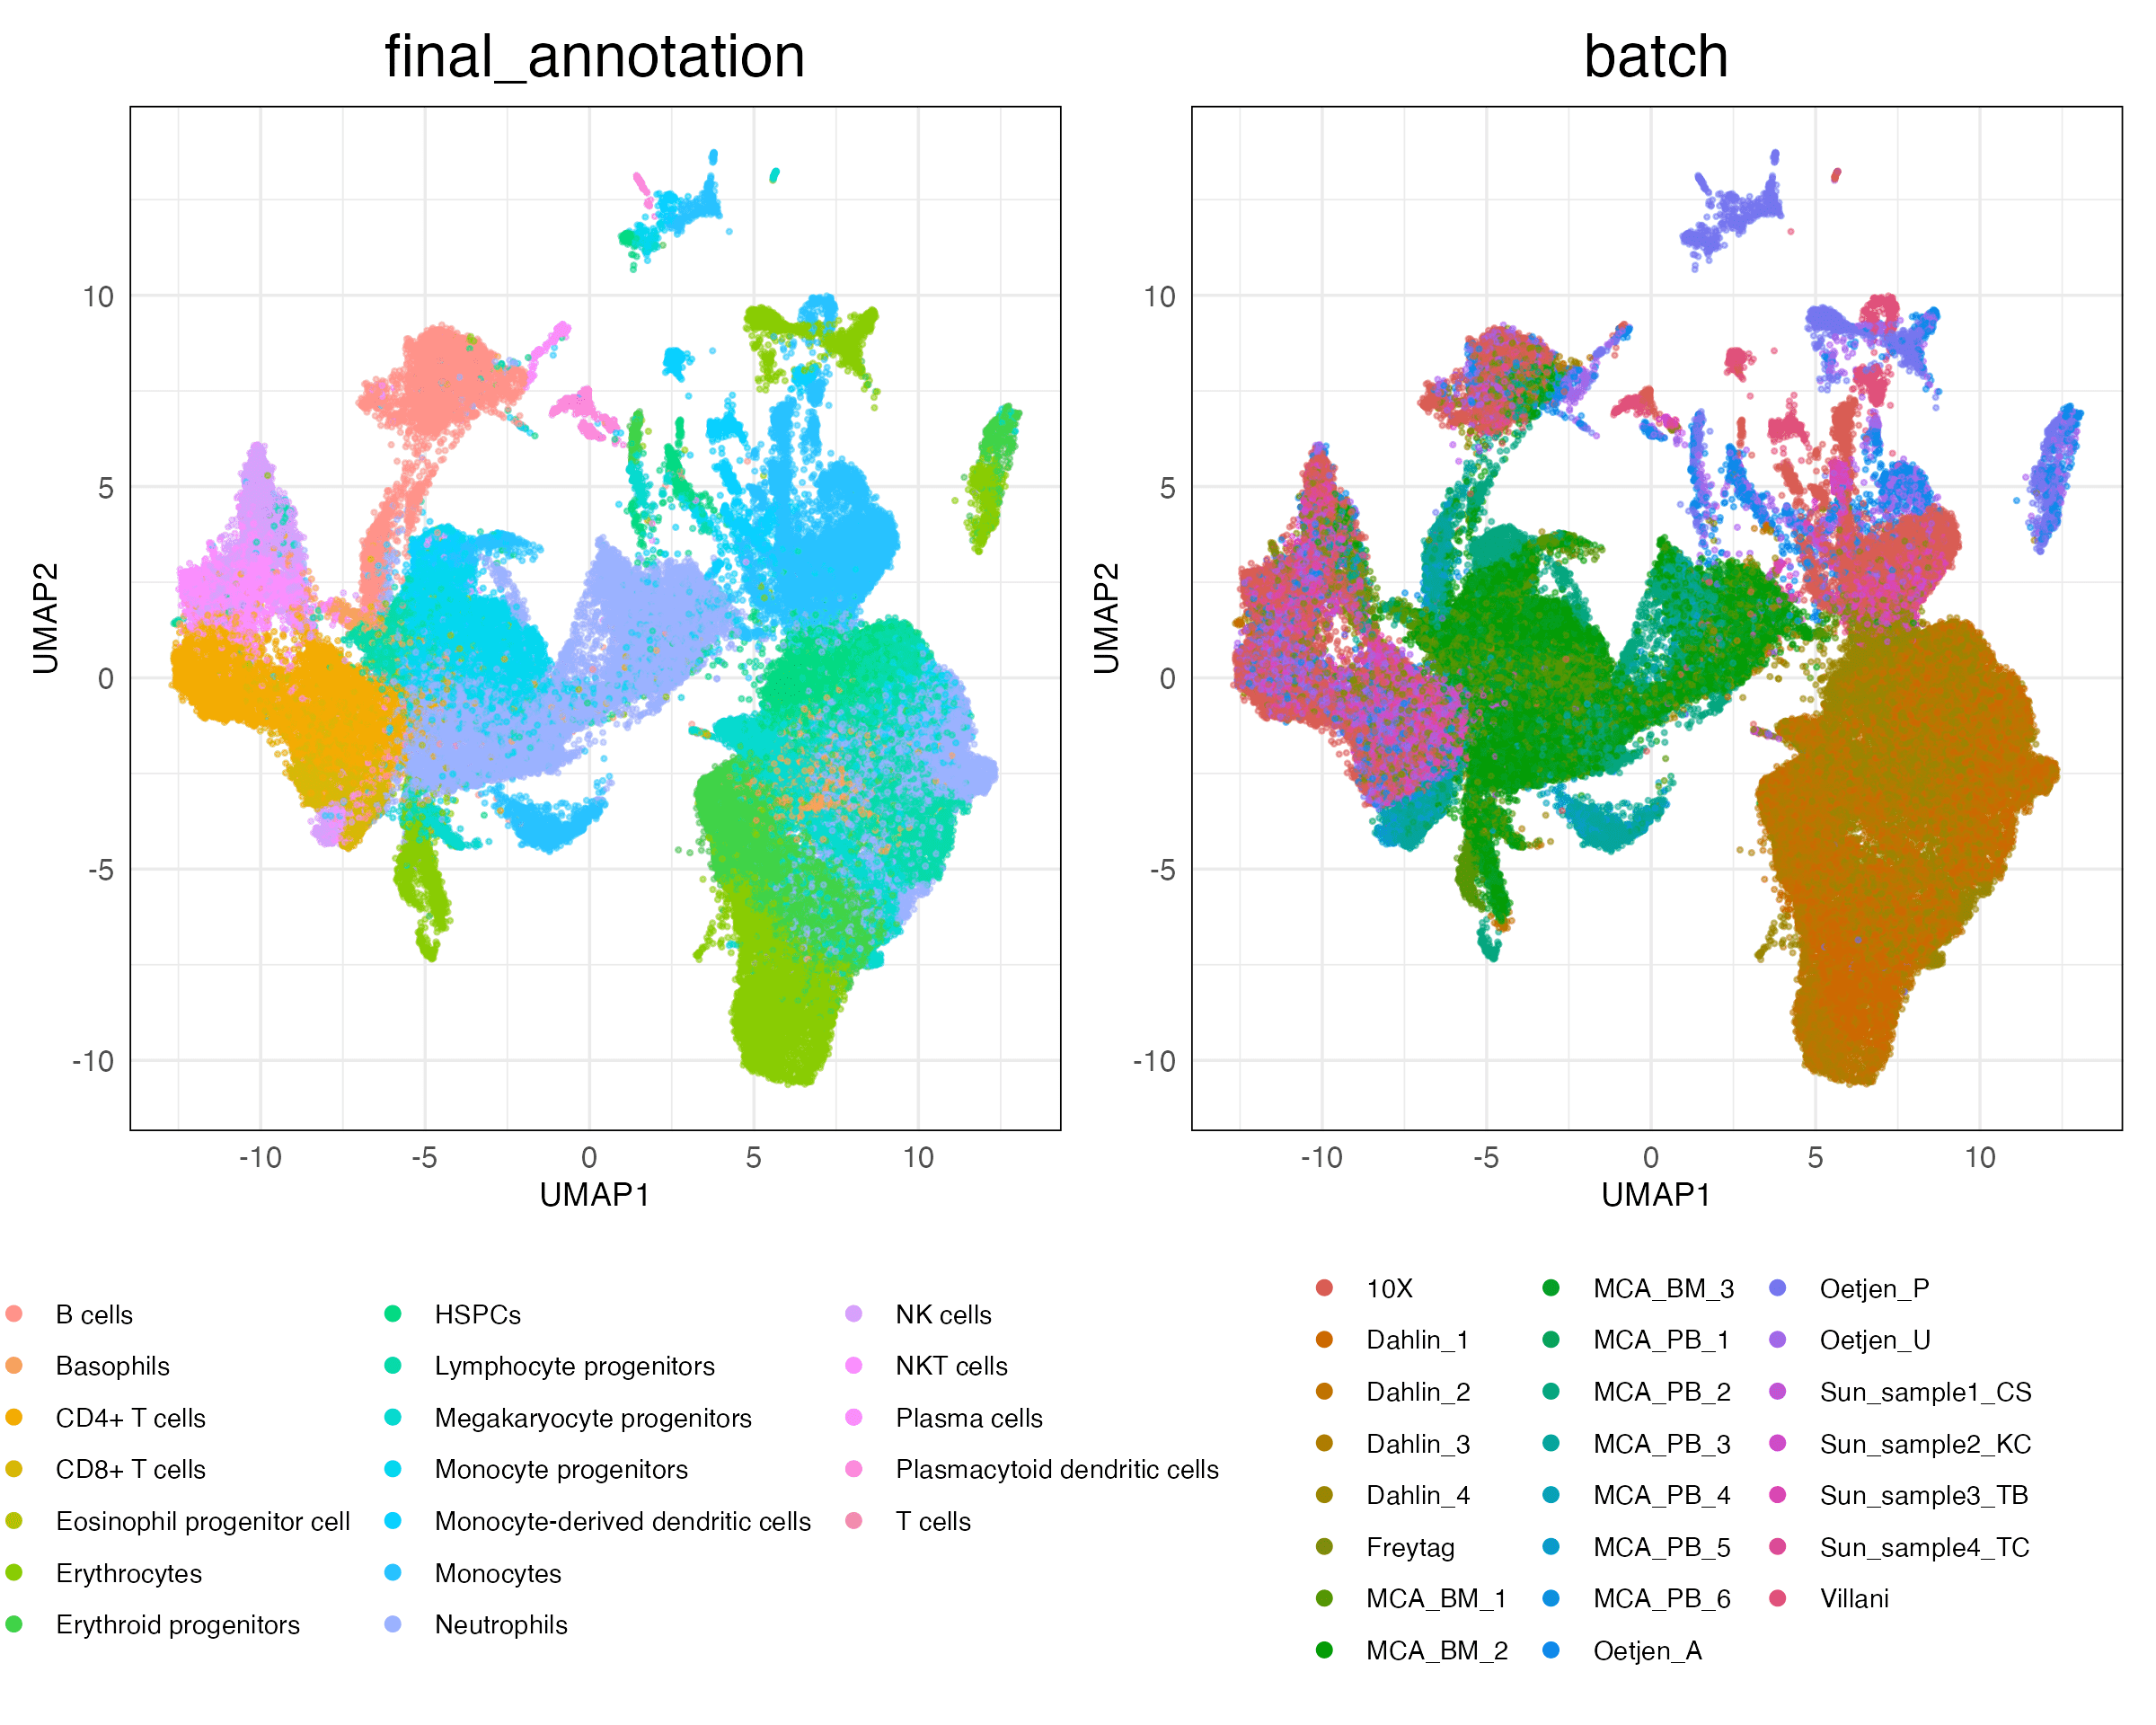 final_annotation
batch
10
5
0
-5
-10
UMAP2
-10
-5
0
5
10
UMAP1
10
5
0
-5
-10
UMAP2
-10
-5
0
5
10
UMAP1
B cells
Basophils
CD4+ T cells
CD8+ T cells
Eosinophil progenitor cell
Erythrocytes
Erythroid progenitors
HSPCs
Lymphocyte progenitors
Megakaryocyte progenitors
Monocyte progenitors
Monocyte-derived dendritic cells
Monocytes
Neutrophils
NK cells
NKT cells
Plasma cells
Plasmacytoid dendritic cells
T cells
10X
Dahlin_1
Dahlin_2
Dahlin_3
Dahlin_4
Freytag
MCA_BM_1
MCA_BM_2
MCA_BM_3
MCA_PB_1
MCA_PB_2
MCA_PB_3
MCA_PB_4
MCA_PB_5
MCA_PB_6
Oetjen_A
Oetjen_P
Oetjen_U
Sun_sample1_CS
Sun_sample2_KC
Sun_sample3_TB
Sun_sample4_TC
Villani